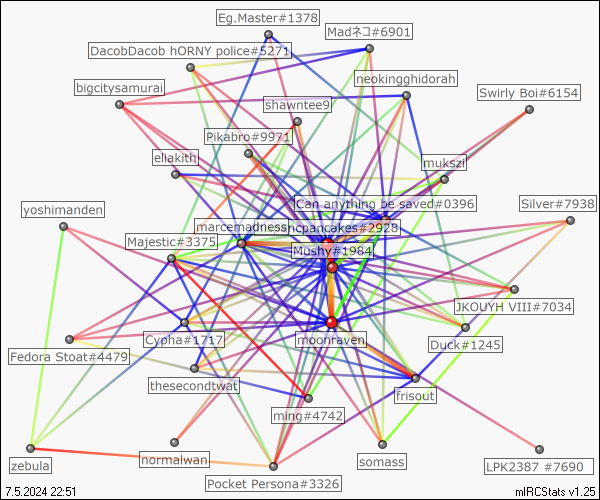 Eg.Master#1378
Madネコ#6901
DacobDacob hORNY police#5271
neokingghidorah
bigcitysamurai
Swirly Boi#6154
shawntee9
Pikabro#9971
eliakith
mukszi
Can anything be saved#0396
Silver#7938
yoshimanden
marcemadness
ncpancakes#2928
Majestic#3375
Mushy#1984
JKOUYH VIII#7034
Cypha#1717
moonraven
Duck#1245
Fedora Stoat#4479
thesecondtwat
frisout
ming#4742
normalwan
somass
zebula
LPK2387 #7690
Pocket Persona#3326
7.5.2024 22:51
mIRCStats v1.25